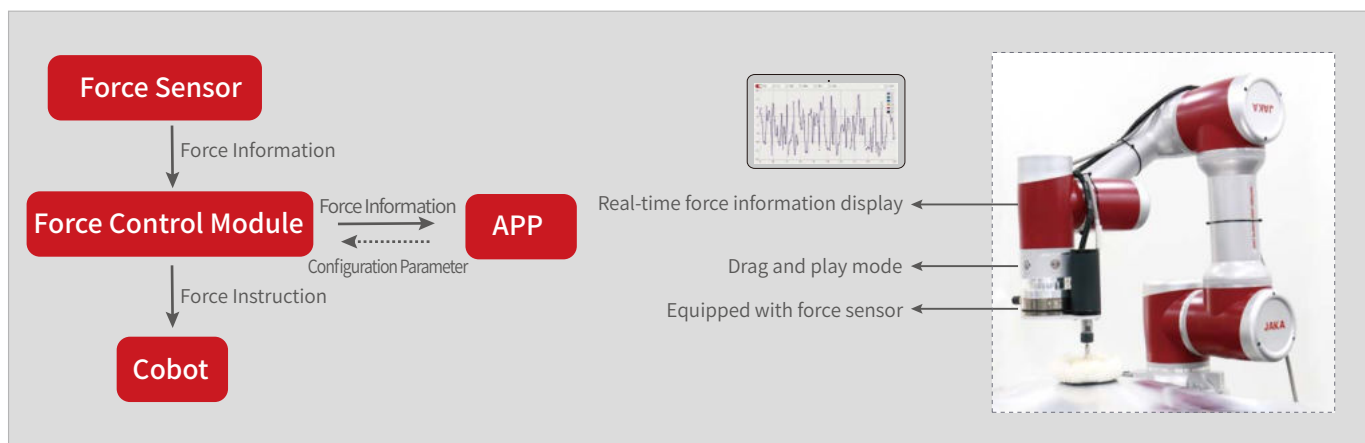 Force Sensor
Force Information
Force Control Module
Force Information
APP
Configuration Parameter
Force Instruction
Cobot
Real-time force information display
Drag and play mode
Equipped with force sensor
JAKA
JAKA